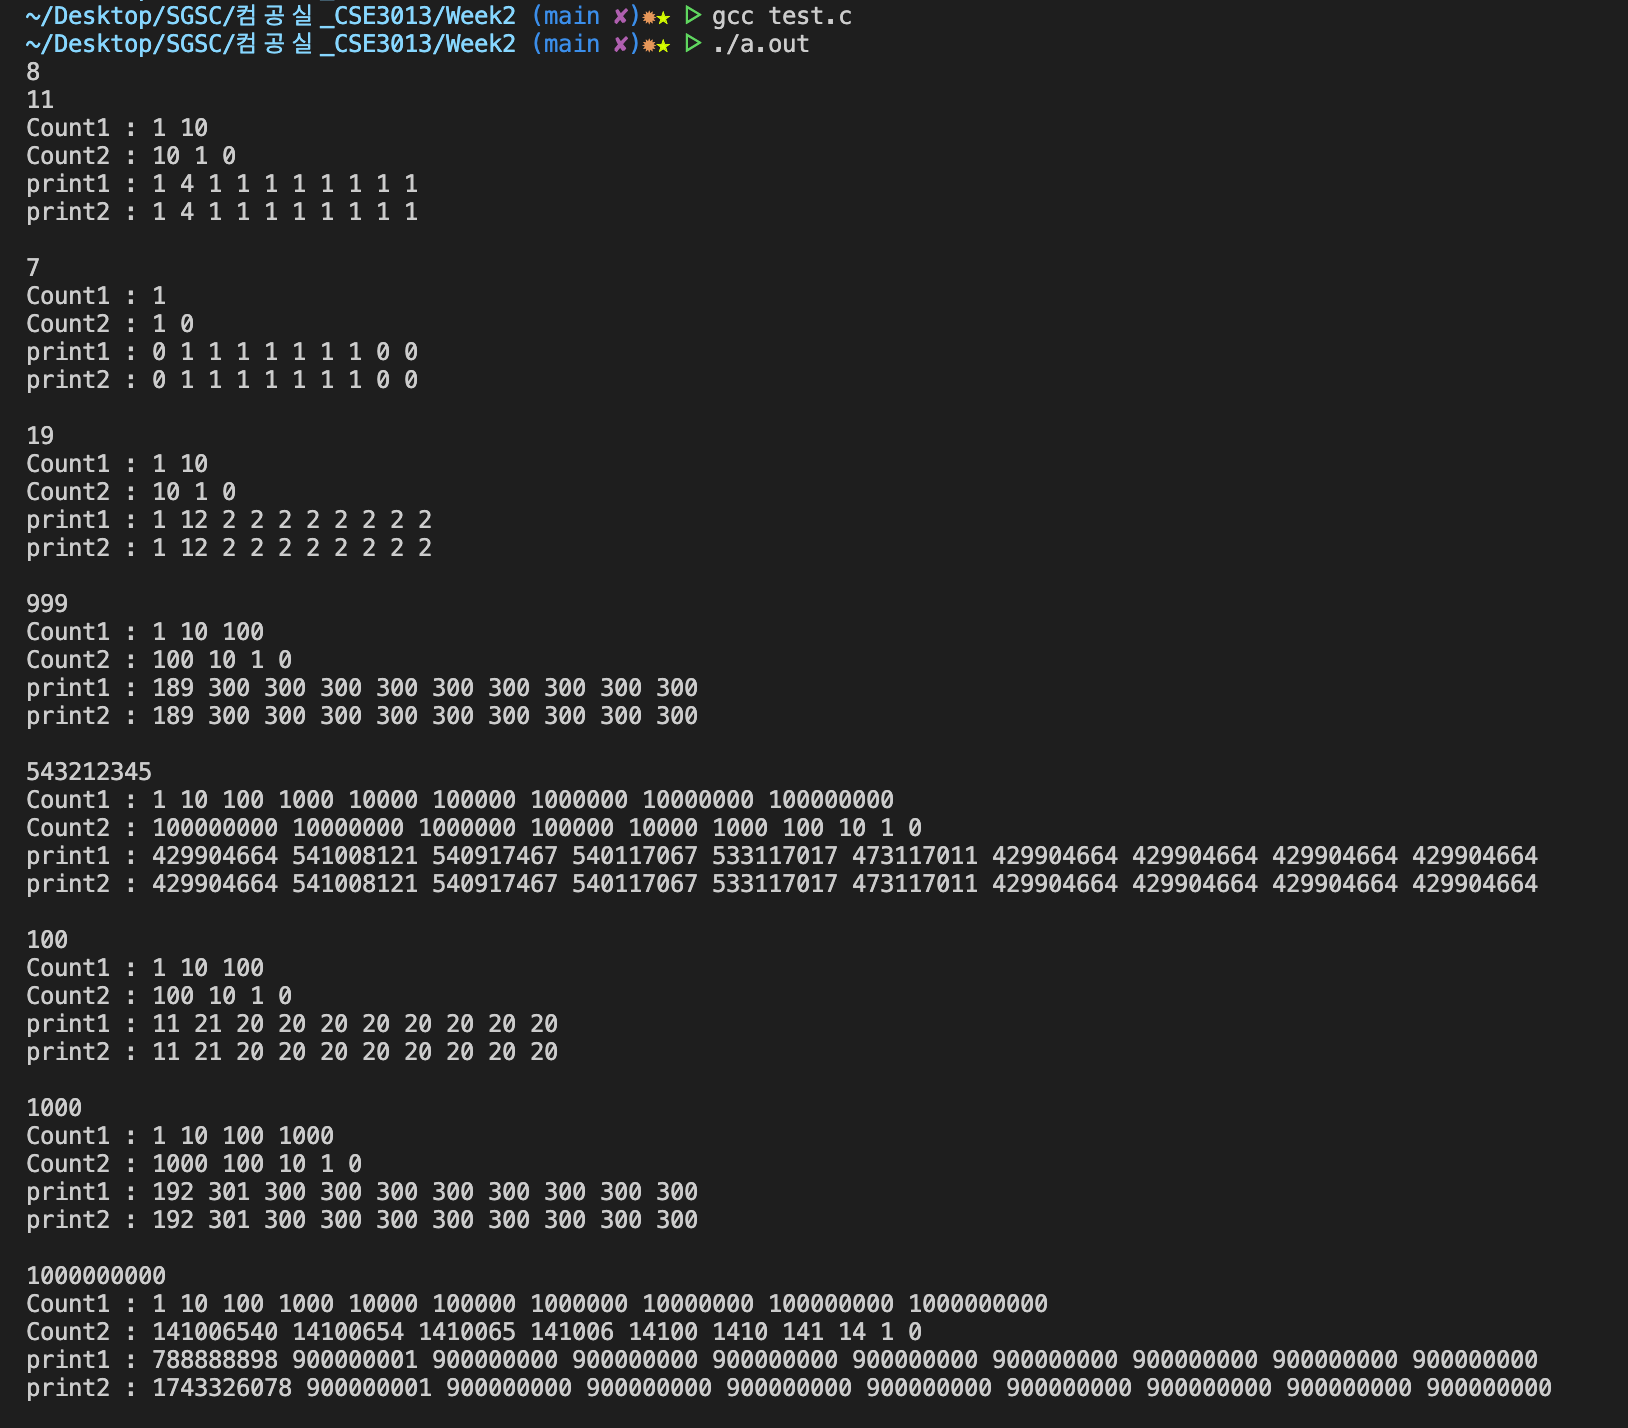 ~/Desktop/SGSC/컴공실_CSE3013/Week2 (main ✘)✹★ ▷ gcc test.c
~/Desktop/SGSC/컴공실_CSE3013/Week2 (main ✘)✹★ ▷ ./a.out
8
11
Count1 : 1 10
Count2 : 10 1 0
print1 : 1 4 1 1 1 1 1 1 1 1
print2 : 1 4 1 1 1 1 1 1 1 1

7
Count1 : 1
Count2 : 1 0
print1 : 0 1 1 1 1 1 1 1 0 0
print2 : 0 1 1 1 1 1 1 1 0 0

19
Count1 : 1 10
Count2 : 10 1 0
print1 : 1 12 2 2 2 2 2 2 2 2
print2 : 1 12 2 2 2 2 2 2 2 2

999
Count1 : 1 10 100
Count2 : 100 10 1 0
print1 : 189 300 300 300 300 300 300 300 300 300
print2 : 189 300 300 300 300 300 300 300 300 300

543212345
Count1 : 1 10 100 1000 10000 100000 1000000 10000000 100000000
Count2 : 100000000 10000000 1000000 100000 10000 1000 100 10 1 0
print1 : 429904664 541008121 540917467 540117067 533117017 473117011 429904664 429904664 429904664 429904664
print2 : 429904664 541008121 540917467 540117067 533117017 473117011 429904664 429904664 429904664 429904664

100
Count1 : 1 10 100
Count2 : 100 10 1 0
print1 : 11 21 20 20 20 20 20 20 20 20
print2 : 11 21 20 20 20 20 20 20 20 20

1000
Count1 : 1 10 100 1000
Count2 : 1000 100 10 1 0
print1 : 192 301 300 300 300 300 300 300 300 300
print2 : 192 301 300 300 300 300 300 300 300 300

1000000000
Count1 : 1 10 100 1000 10000 100000 1000000 10000000 100000000 1000000000
Count2 : 141006540 14100654 1410065 141006 14100 1410 141 14 1 0
print1 : 788888898 900000001 900000000 900000000 900000000 900000000 900000000 900000000 900000000 900000000
print2 : 1743326078 900000001 900000000 900000000 900000000 900000000 900000000 900000000 900000000 900000000